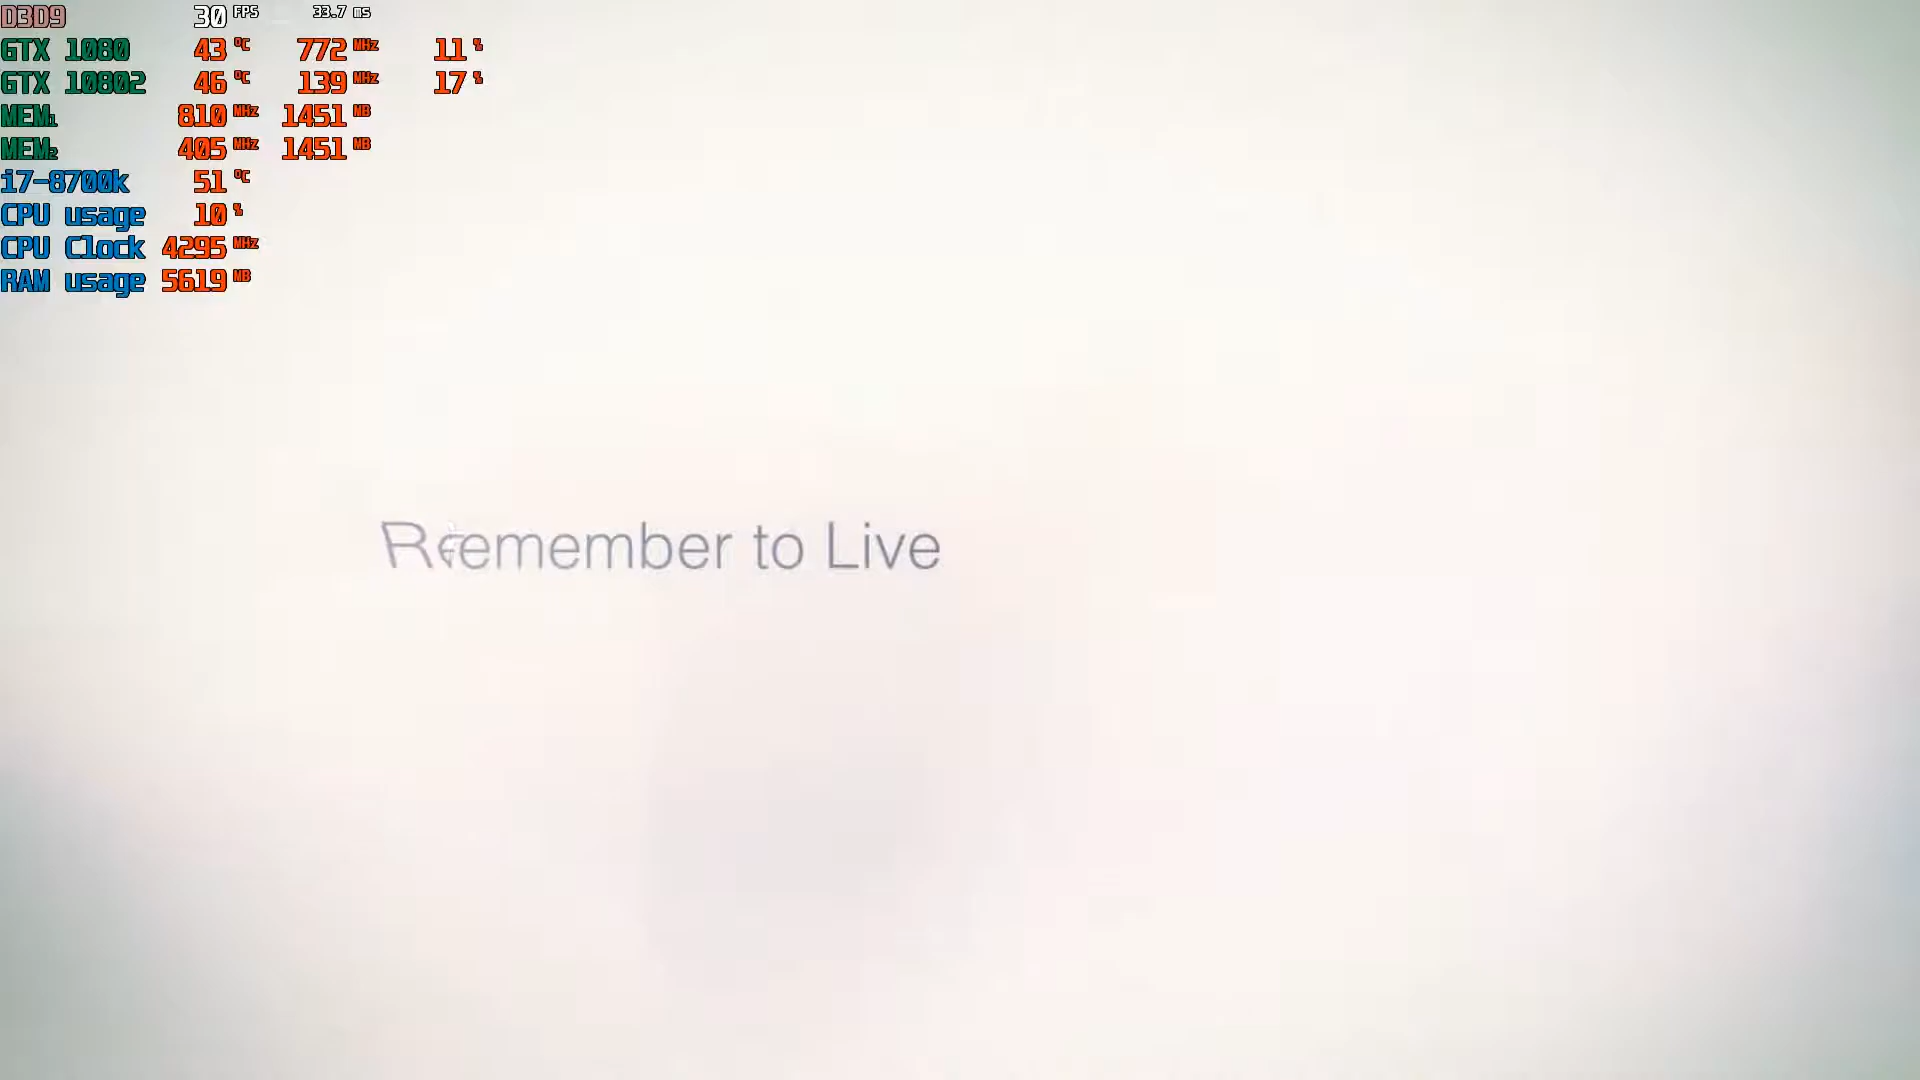 D3D9 30 FPS 33.7 ms
GTX 1080 43 °C 772 MHz 11 %
GTX 10802 46 °C 139 MHz 17 %
MEM1 810 MHz 1451 MB
MEM2 405 MHz 1451 MB
i7-8700k 51 °C
CPU usage 10 %
CPU Clock 4295 MHz
RAM usage 5619 MB
Remember to Live